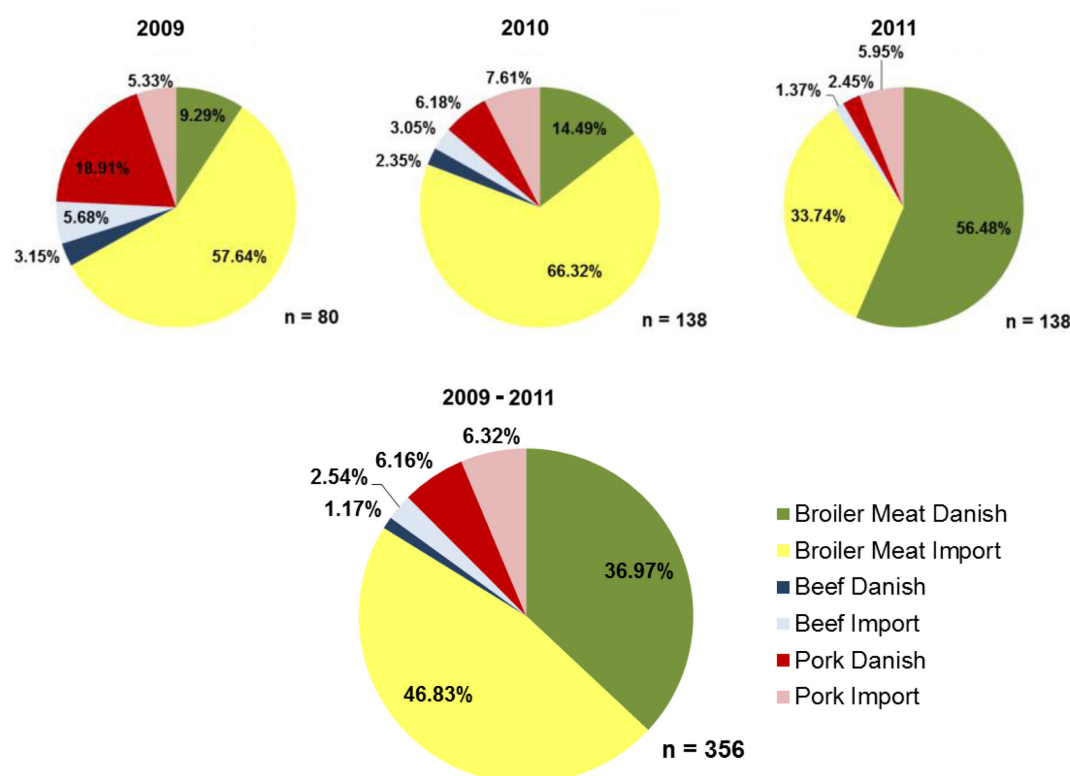 2009
5.33%
9.29%
18.91%
5.68%
3.15%
57.64%
n = 80
2010
7.61%
6.18%
3.05%
2.35%
14.49%
66.32%
n = 138
2011
5.95%
2.45%
1.37%
33.74%
56.48%
n = 138
2009 - 2011
6.32%
6.16%
2.54%
1.17%
36.97%
46.83%
n = 356
Broiler Meat Danish
Broiler Meat Import
Beef Danish
Beef Import
Pork Danish
Pork Import